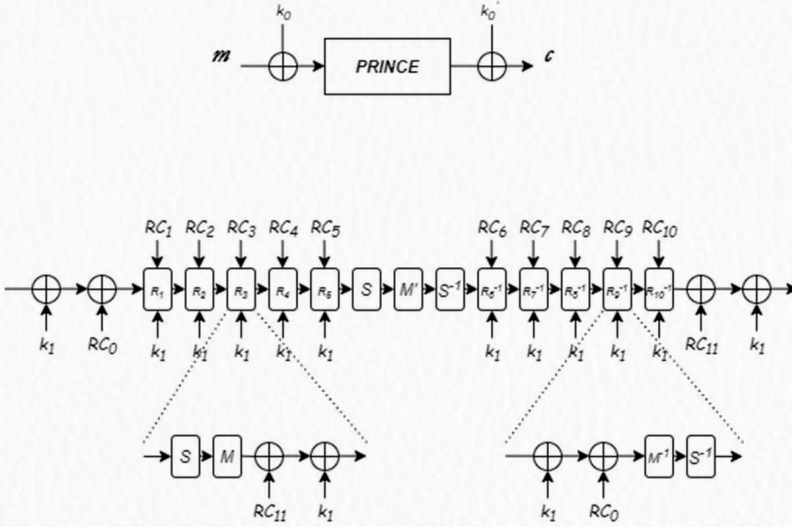 k₀ k₀'
m PRINCE c
RC₁ RC₂ RC₃ RC₄ RC₅ RC₆ RC₇ RC₈ RC₉ RC₁₀
R₁ R₂ R₃ R₄ R₅ S M' S⁻¹ R₆⁻¹ R₇⁻¹ R₈⁻¹ R₉⁻¹ R₁₀⁻¹
k₁ RC₀ k₁ k₁ k₁ k₁ k₁ k₁ k₁ k₁ k₁ k₁ RC₁₁ k₁
S M M⁻¹ S⁻¹
RC₁₁ k₁ k₁ RC₀